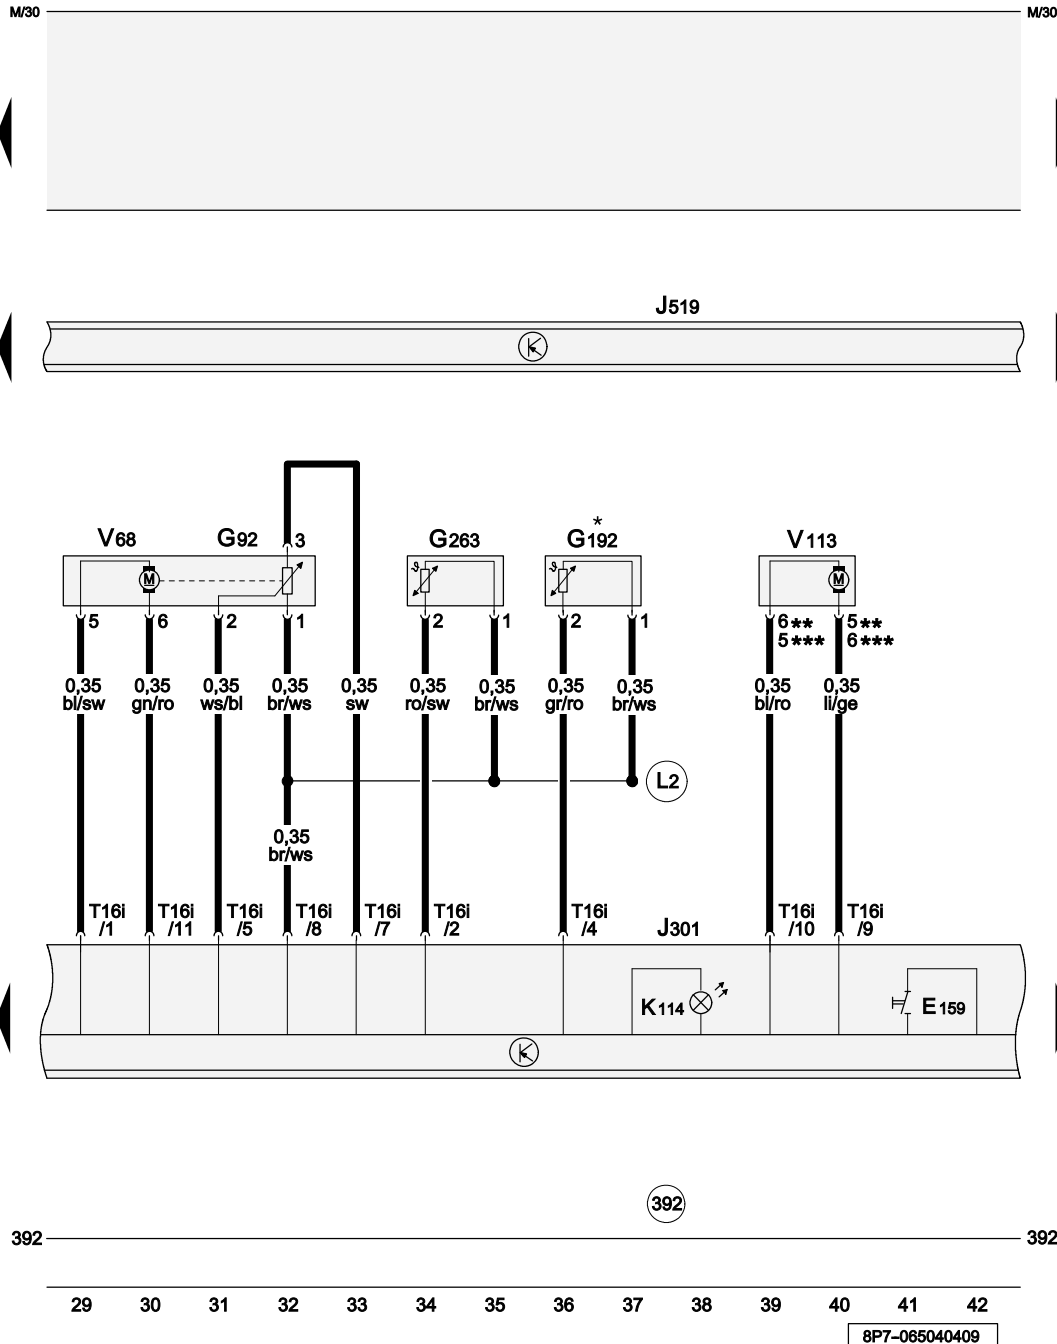 M/30 M/30
J519
*
V68 G92 3 G263 G192 V113
M M
5 6 2 1 2 1 2 1 6** 5**
5*** 6***
0,35 0,35 0,35 0,35 0,35 0,35 0,35 0,35 0,35 0,35 0,35
bl/sw gn/ro ws/bl br/ws sw ro/sw br/ws gr/ro br/ws bl/ro li/ge
L2
0,35
br/ws
T16i T16i T16i T16i T16i T16i T16i J301 T16i T16i
/1 /11 /5 /8 /7 /2 /4 /10 /9
K114 E159
392
392 392
29 30 31 32 33 34 35 36 37 38 39 40 41 42
8P7-065040409